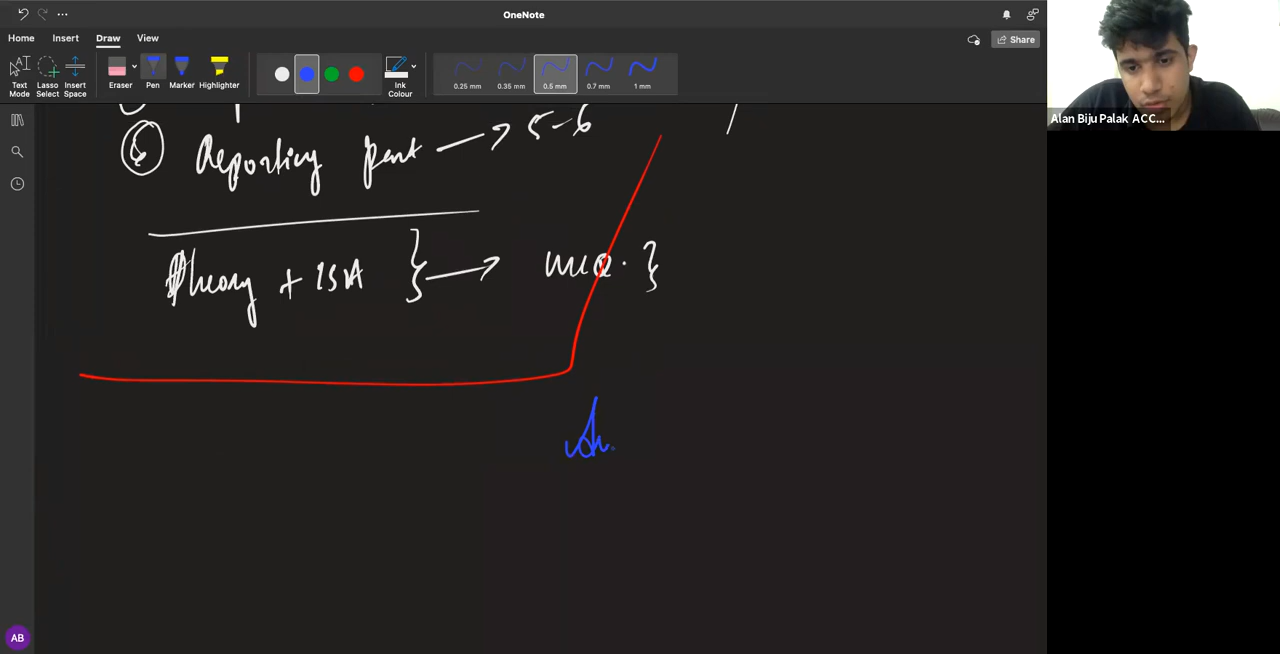 OneNote
Home Insert Draw View
Share
Text Mode
Lasso Select
Insert Space
Eraser
Pen
Marker
Highlighter
Ink Colour
0.25 mm
0.35 mm
0.5 mm
0.7 mm
1 mm
Alan Biju Palak ACC...
6 Reporting part → 5-6
Theory + ISA } → MCQ. }
AB